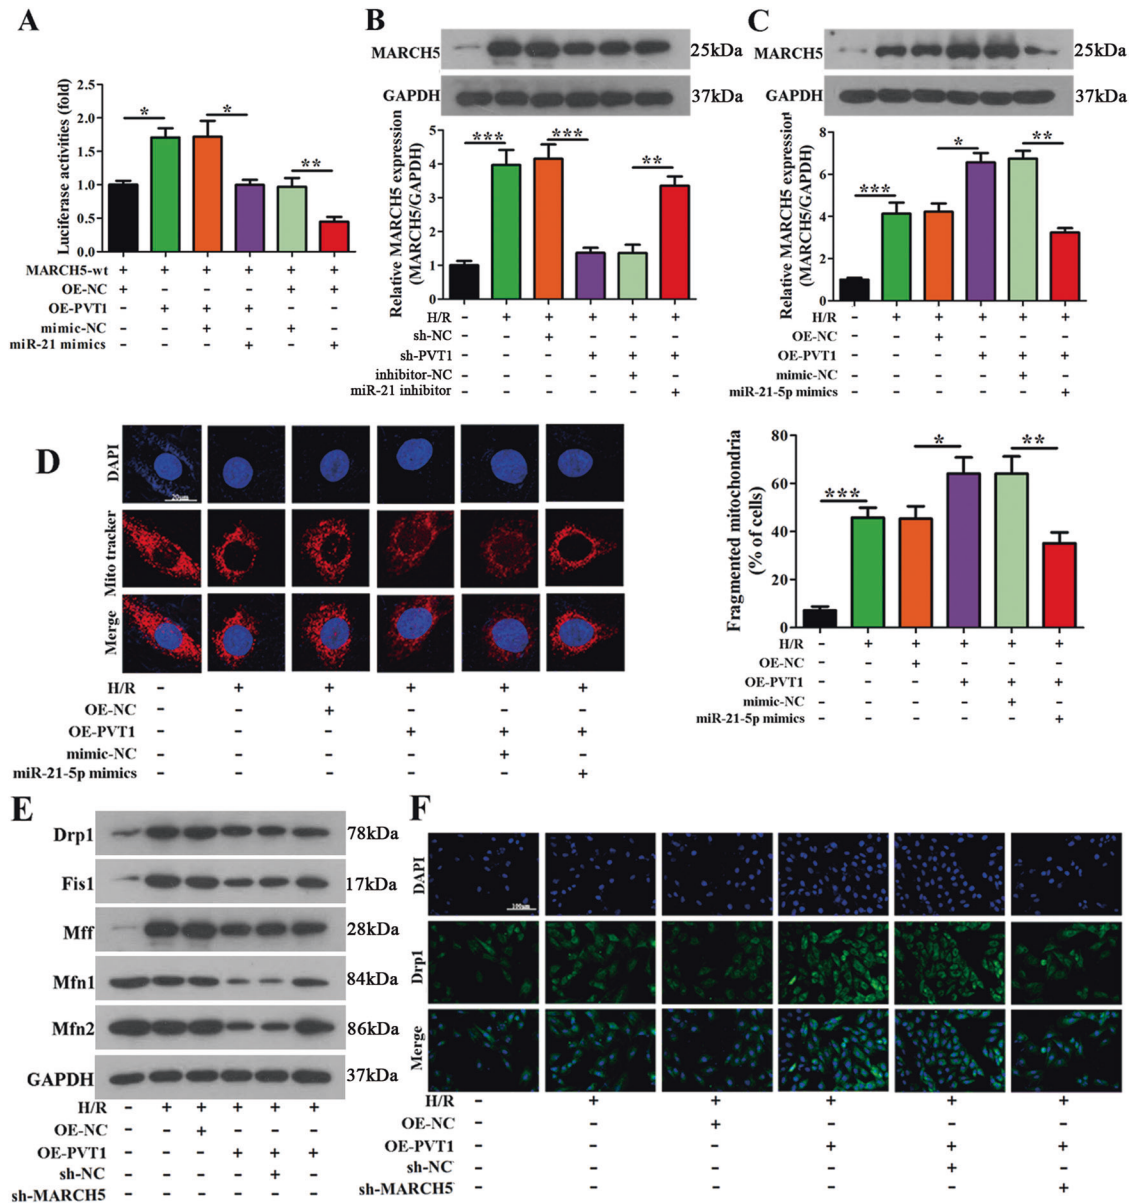 A
Luciferase activities (fold)
2.5
2.0
1.5
1.0
0.5
0.0
*
*
**
MARCH5-wt + + + + + +
OE-NC + - - - + +
OE-PVT1 - + + + - -
mimic-NC - - + - + -
miR-21 mimics - - - + - +
B
MARCH5 25kDa
GAPDH 37kDa
Relative MARCH5 expression
(MARCH5/GAPDH)
5
4
3
2
1
0
***
***
**
H/R - + + + + +
sh-NC - - + - - -
sh-PVT1 - - - + + +
inhibitor-NC - - - - + -
miR-21 inhibitor - - - - - +
C
MARCH5 25kDa
GAPDH 37kDa
Relative MARCH5 expression
(MARCH5/GAPDH)
8
6
4
2
0
***
*
**
H/R - + + + + +
OE-NC - - + - - -
OE-PVT1 - - - + + +
mimic-NC - - - - + -
miR-21-5p mimics - - - - - +
D
DAPI
20um
Mito tracker
Merge
H/R - + + + + +
OE-NC - - + - - -
OE-PVT1 - - - + + +
mimic-NC - - - - + -
miR-21-5p mimics - - - - - +
Fragmented mitochondria
(% of cells)
80
60
40
20
0
***
*
**
H/R - + + + + +
OE-NC - - + - - -
OE-PVT1 - - - + + +
mimic-NC - - - - + -
miR-21-5p mimics - - - - - +
E
Drp1 78kDa
Fis1 17kDa
Mff 28kDa
Mfn1 84kDa
Mfn2 86kDa
GAPDH 37kDa
H/R - + + + + +
OE-NC - - + - - -
OE-PVT1 - - - + + +
sh-NC - - - - + -
sh-MARCH5 - - - - - -
F
DAPI
100um
Drp1
Merge
H/R - + + + + +
OE-NC - - + - - -
OE-PVT1 - - - + + +
sh-NC - - - - + -
sh-MARCH5 - - - - - +